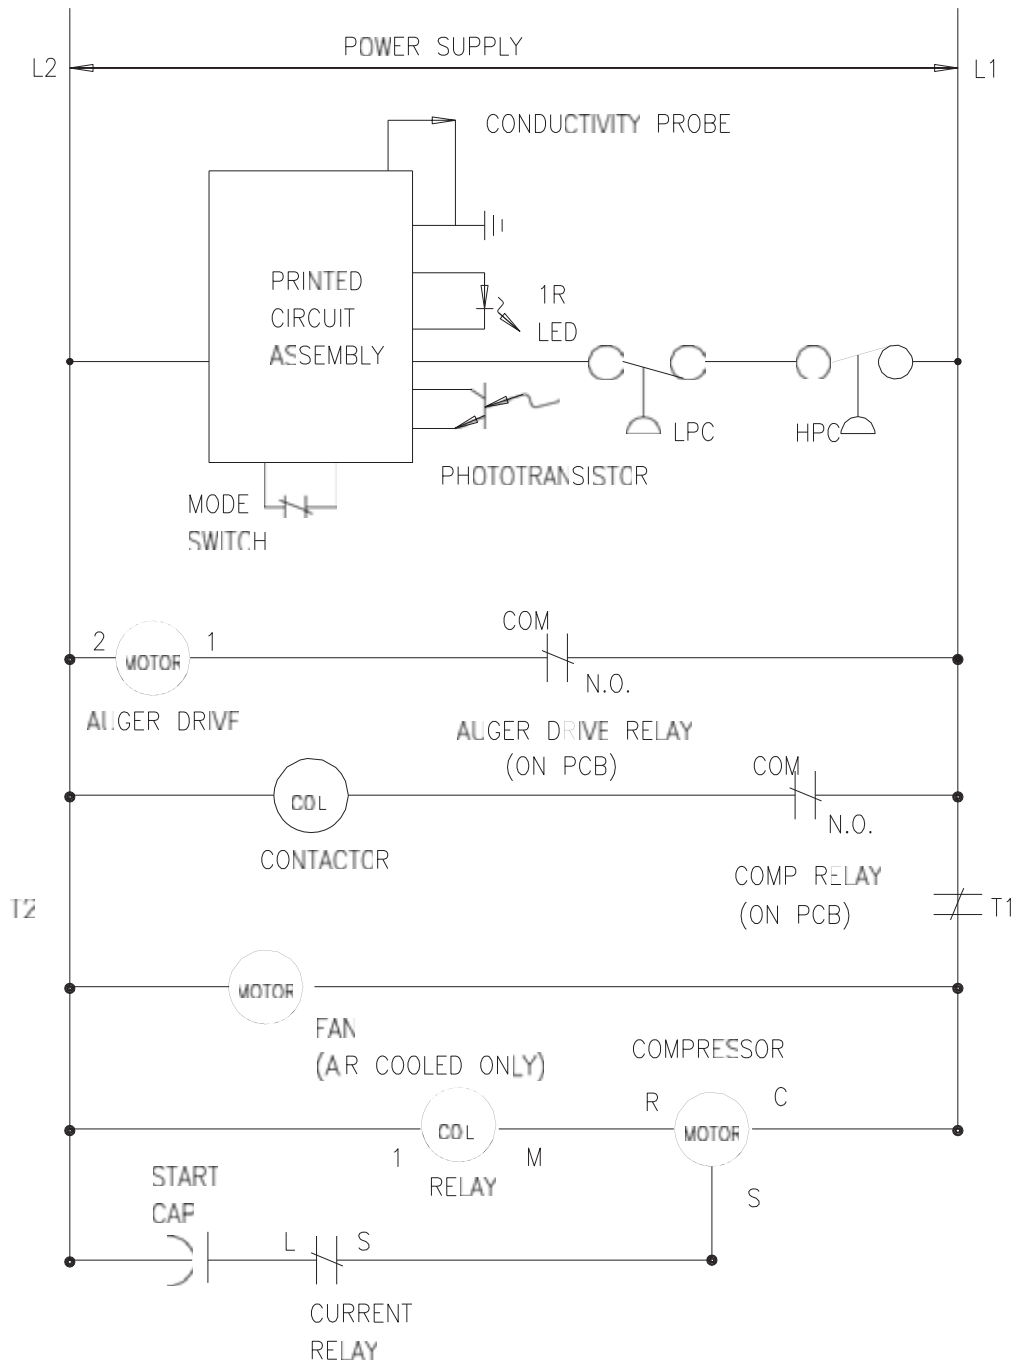 POWER SUPPLY
L2
L1
CONDUCTIVITY PROBE
PRINTED
CIRCUIT
ASSEMBLY
1R
LED
LPC
HPC
PHOTOTRANSISTOR
MODE
SWITCH
COM
2
1
MOTOR
N.O.
AUGER DRIVE
AUGER DRIVE RELAY
(ON PCB)
COM
COIL
N.O.
CONTACTOR
COMP RELAY
(ON PCB)
T2
T1
MOTOR
FAN
(AIR COOLED ONLY)
COMPRESSOR
R
C
COIL
MOTOR
1
M
RELAY
START
CAP
S
L
S
CURRENT
RELAY